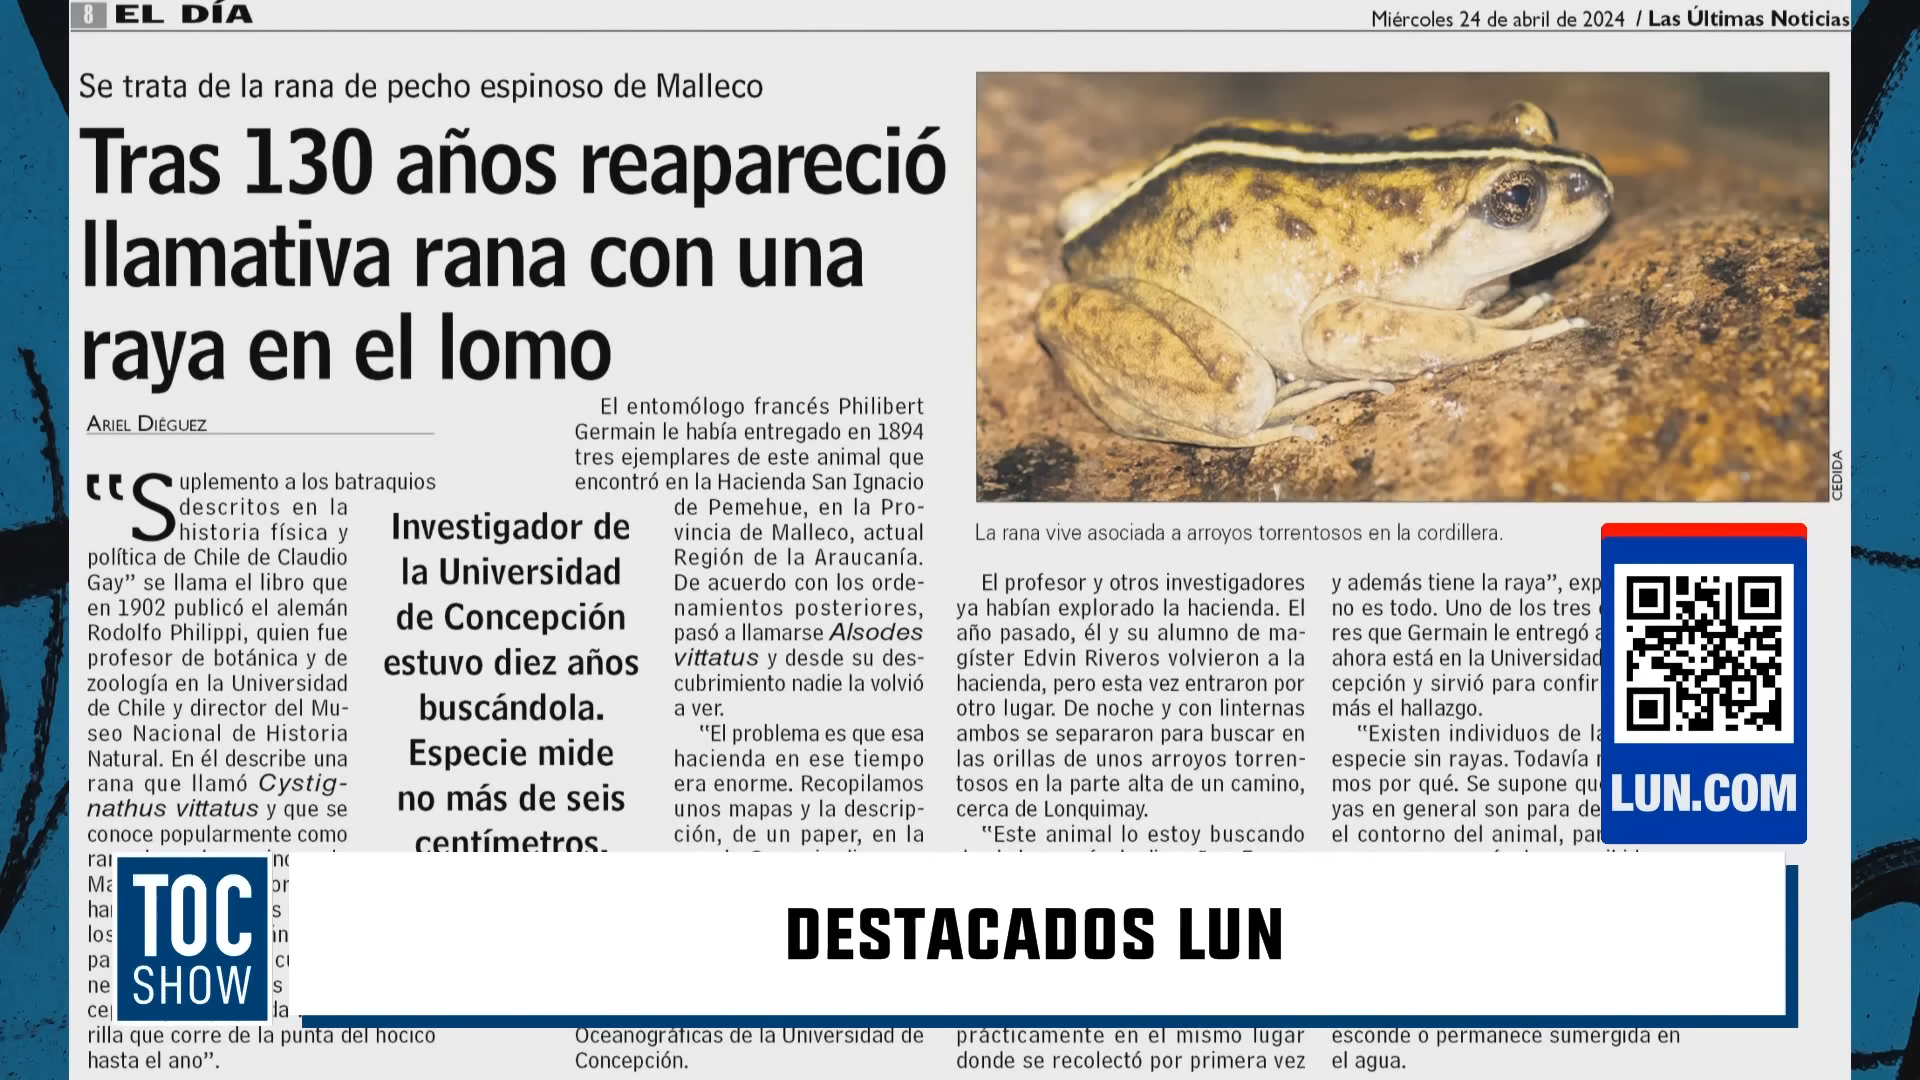 8 EL DÍA
Miércoles 24 de abril de 2024 / Las Últimas Noticias
Se trata de la rana de pecho espinoso de Malleco
Tras 130 años reapareció
llamativa rana con una
raya en el lomo
ARIEL DIÉGUEZ
“Suplemento a los batraquios
descritos en la
historia física y
política de Chile de Claudio
Gay” se llama el libro que
en 1902 publicó el alemán
Rodolfo Philippi, quien fue
profesor de botánica y de
zoología en la Universidad
de Chile y director del Mu-
seo Nacional de Historia
Natural. En él describe una
rana que llamó Cystig-
nathus vittatus y que se
conoce popularmente como
rilla que corre de la punta del hocico
hasta el ano”.
Investigador de
la Universidad
de Concepción
estuvo diez años
buscándola.
Especie mide
no más de seis
centímetros.
El entomólogo francés Philibert
Germain le había entregado en 1894
tres ejemplares de este animal que
encontró en la Hacienda San Ignacio
de Pemehue, en la Pro-
vincia de Malleco, actual
Región de la Araucanía.
De acuerdo con los orde-
namientos posteriores,
pasó a llamarse Alsodes
vittatus y desde su des-
cubrimiento nadie la volvió
a ver.
“El problema es que esa
hacienda en ese tiempo
era enorme. Recopilamos
unos mapas y la descrip-
ción, de un paper, en la
Oceanográficas de la Universidad de
Concepción.
CEDIDA
La rana vive asociada a arroyos torrentosos en la cordillera.
El profesor y otros investigadores
ya habían explorado la hacienda. El
año pasado, él y su alumno de ma-
gíster Edvin Riveros volvieron a la
hacienda, pero esta vez entraron por
otro lugar. De noche y con linternas
ambos se separaron para buscar en
las orillas de unos arroyos torren-
tosos en la parte alta de un camino,
cerca de Lonquimay.
“Este animal lo estoy buscando
prácticamente en el mismo lugar
donde se recolectó por primera vez
y además tiene la raya”, exp
no es todo. Uno de los tres
res que Germain le entregó a
ahora está en la Universidad
cepción y sirvió para confir
más el hallazgo.
“Existen individuos de la
especie sin rayas. Todavía
mos por qué. Se supone que
yas en general son para de
el contorno del animal, par
esconde o permanece sumergida en
el agua.
LUN.COM
TOC
SHOW
DESTACADOS LUN